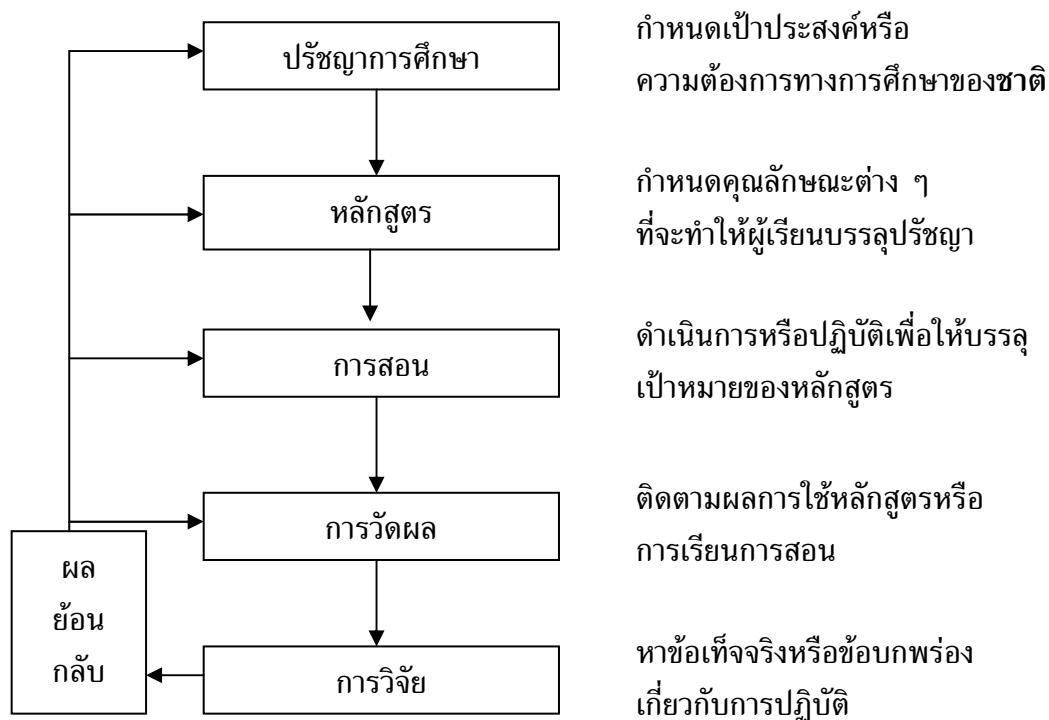 ปรัชญาการศึกษา
กำหนดเป้าประสงค์หรือ
ความต้องการทางการศึกษาของชาติ
หลักสูตร
กำหนดคุณลักษณะต่าง ๆ
ที่จะทำให้ผู้เรียนบรรลุปรัชญา
การสอน
ดำเนินการหรือปฏิบัติเพื่อให้บรรลุ
เป้าหมายของหลักสูตร
การวัดผล
ติดตามผลการใช้หลักสูตรหรือ
การเรียนการสอน
ผล
ย้อน
กลับ
การวิจัย
หาข้อเท็จจริงหรือข้อบกพร่อง
เกี่ยวกับการปฏิบัติ